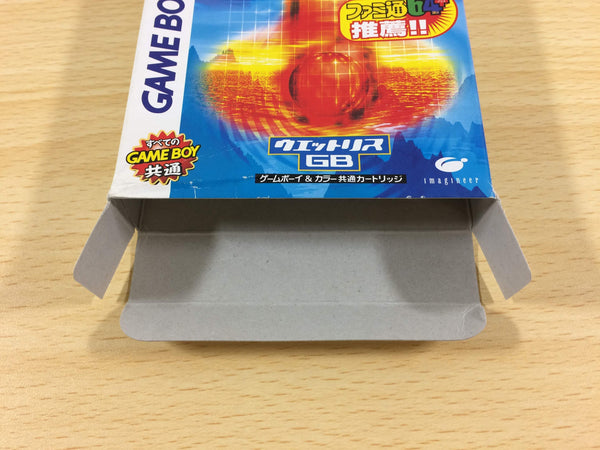 GAME BO
ファミ通64+
推薦!!
すべての
GAME BOY
共通
ウエットリス
GB
ゲームボーイ & カラー共通カートリッジ
imagineer